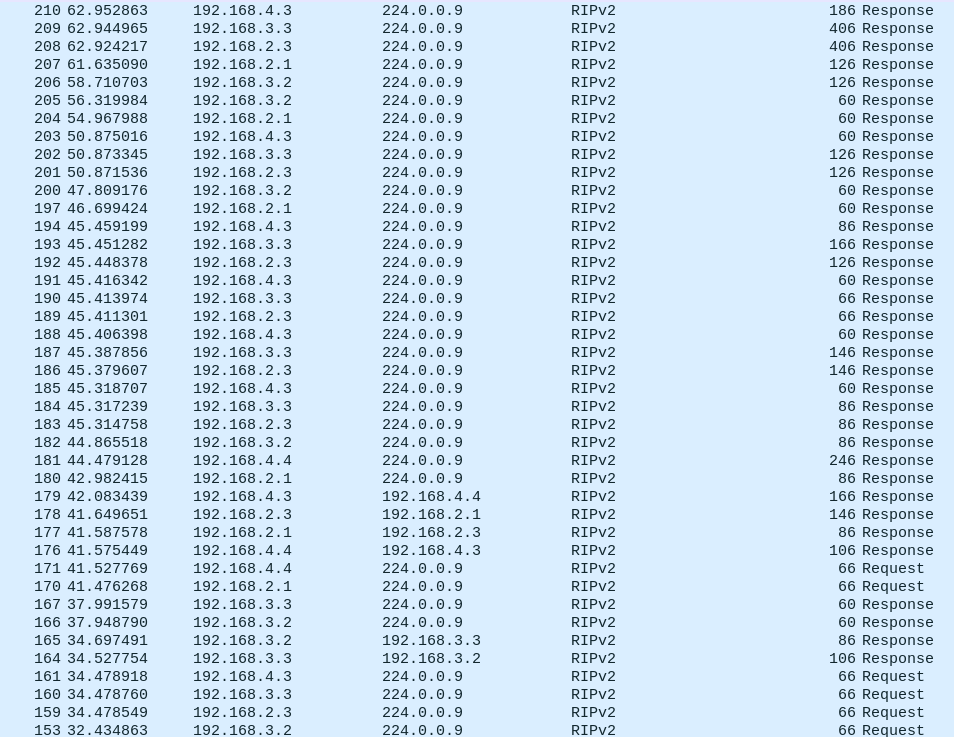 210 62.952863 192.168.4.3 224.0.0.9 RIPv2 186 Response
209 62.944965 192.168.3.3 224.0.0.9 RIPv2 406 Response
208 62.924217 192.168.2.3 224.0.0.9 RIPv2 406 Response
207 61.635090 192.168.2.1 224.0.0.9 RIPv2 126 Response
206 58.710703 192.168.3.2 224.0.0.9 RIPv2 126 Response
205 56.319984 192.168.3.2 224.0.0.9 RIPv2 60 Response
204 54.967988 192.168.2.1 224.0.0.9 RIPv2 60 Response
203 50.875016 192.168.4.3 224.0.0.9 RIPv2 60 Response
202 50.873345 192.168.3.3 224.0.0.9 RIPv2 126 Response
201 50.871536 192.168.2.3 224.0.0.9 RIPv2 126 Response
200 47.809176 192.168.3.2 224.0.0.9 RIPv2 60 Response
197 46.699424 192.168.2.1 224.0.0.9 RIPv2 60 Response
194 45.459199 192.168.4.3 224.0.0.9 RIPv2 86 Response
193 45.451282 192.168.3.3 224.0.0.9 RIPv2 166 Response
192 45.448378 192.168.2.3 224.0.0.9 RIPv2 126 Response
191 45.416342 192.168.4.3 224.0.0.9 RIPv2 60 Response
190 45.413974 192.168.3.3 224.0.0.9 RIPv2 66 Response
189 45.411301 192.168.2.3 224.0.0.9 RIPv2 66 Response
188 45.406398 192.168.4.3 224.0.0.9 RIPv2 60 Response
187 45.387856 192.168.3.3 224.0.0.9 RIPv2 146 Response
186 45.379607 192.168.2.3 224.0.0.9 RIPv2 146 Response
185 45.318707 192.168.4.3 224.0.0.9 RIPv2 60 Response
184 45.317239 192.168.3.3 224.0.0.9 RIPv2 86 Response
183 45.314758 192.168.2.3 224.0.0.9 RIPv2 86 Response
182 44.865518 192.168.3.2 224.0.0.9 RIPv2 86 Response
181 44.479128 192.168.4.4 224.0.0.9 RIPv2 246 Response
180 42.982415 192.168.2.1 224.0.0.9 RIPv2 86 Response
179 42.083439 192.168.4.3 192.168.4.4 RIPv2 166 Response
178 41.649651 192.168.2.3 192.168.2.1 RIPv2 146 Response
177 41.587578 192.168.2.1 192.168.2.3 RIPv2 86 Response
176 41.575449 192.168.4.4 192.168.4.3 RIPv2 106 Response
171 41.527769 192.168.4.4 224.0.0.9 RIPv2 66 Request
170 41.476268 192.168.2.1 224.0.0.9 RIPv2 66 Request
167 37.991579 192.168.3.3 224.0.0.9 RIPv2 60 Response
166 37.948790 192.168.3.2 224.0.0.9 RIPv2 60 Response
165 34.697491 192.168.3.2 192.168.3.3 RIPv2 86 Response
164 34.527754 192.168.3.3 192.168.3.2 RIPv2 106 Response
161 34.478918 192.168.4.3 224.0.0.9 RIPv2 66 Request
160 34.478760 192.168.3.3 224.0.0.9 RIPv2 66 Request
159 34.478549 192.168.2.3 224.0.0.9 RIPv2 66 Request
153 32.434863 192.168.3.2 224.0.0.9 RIPv2 66 Request